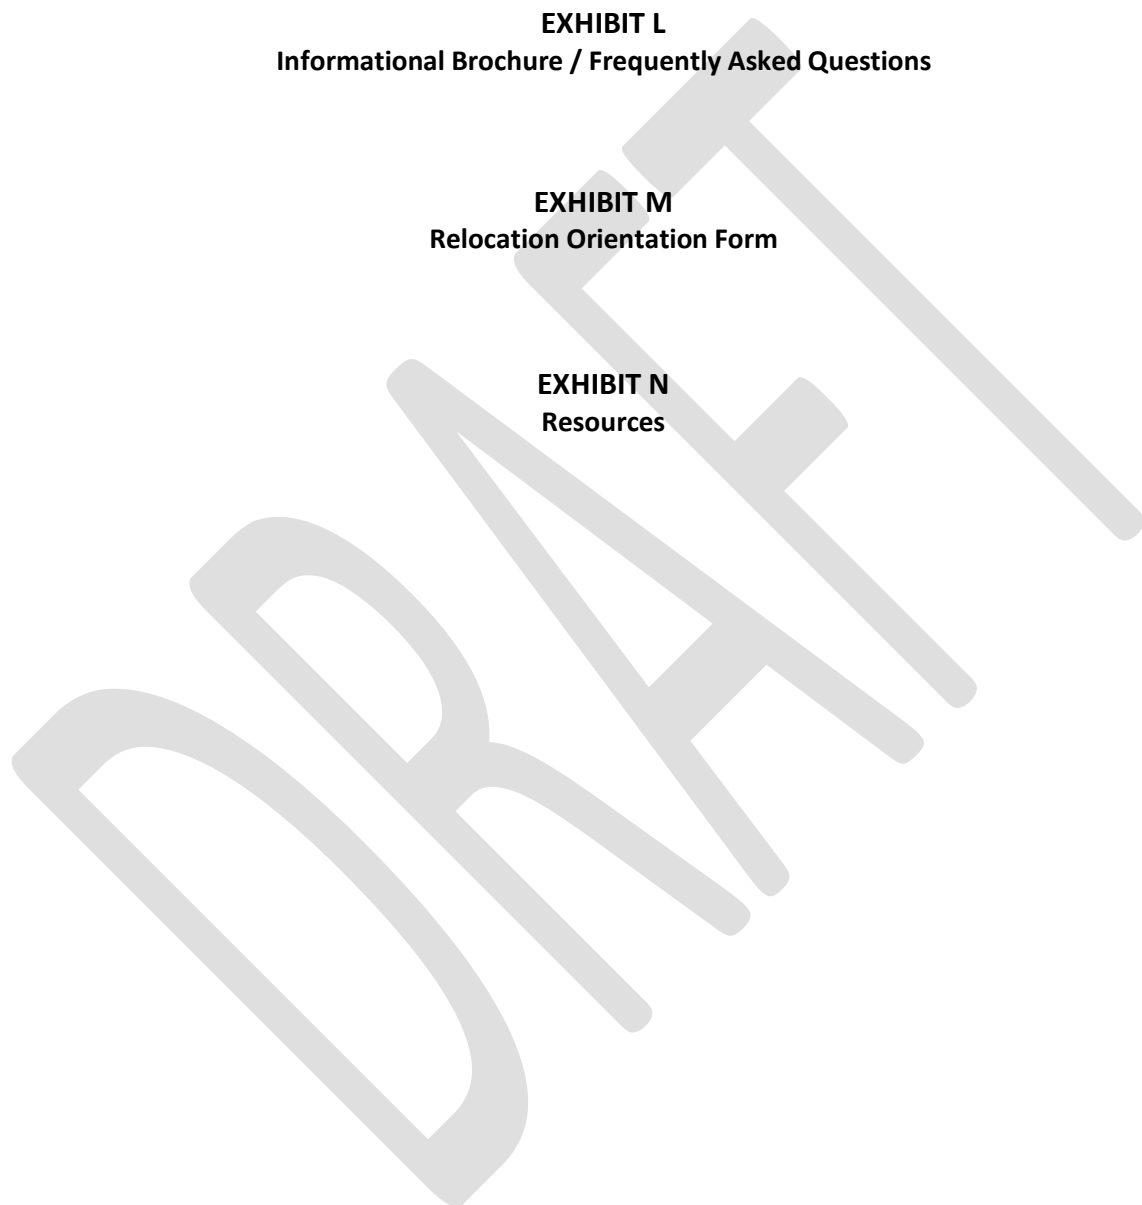 EXHIBIT L
Informational Brochure / Frequently Asked Questions
EXHIBIT M
Relocation Orientation Form
EXHIBIT N
Resources
DRAFT